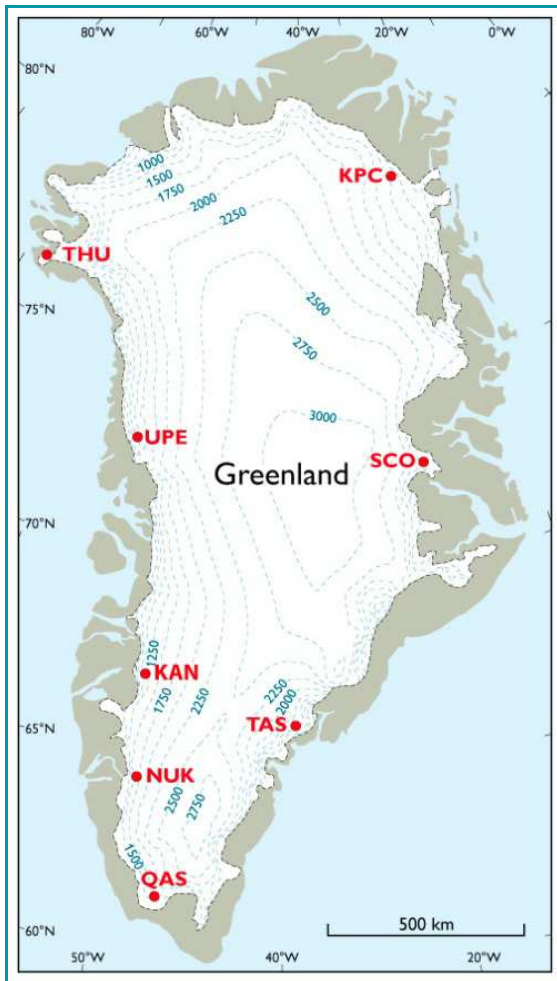 80°W
60°W
40°W
20°W
0°W
80°N
1000
1500
1750
2000
2250
KPC
THU
75°N
2500
2750
3000
UPE
SCO
Greenland
70°N
1250
KAN
1750
2250
2250
2000
TAS
65°N
NUK
2500
2750
1500
QAS
500 km
60°N
50°W
40°W
20°W